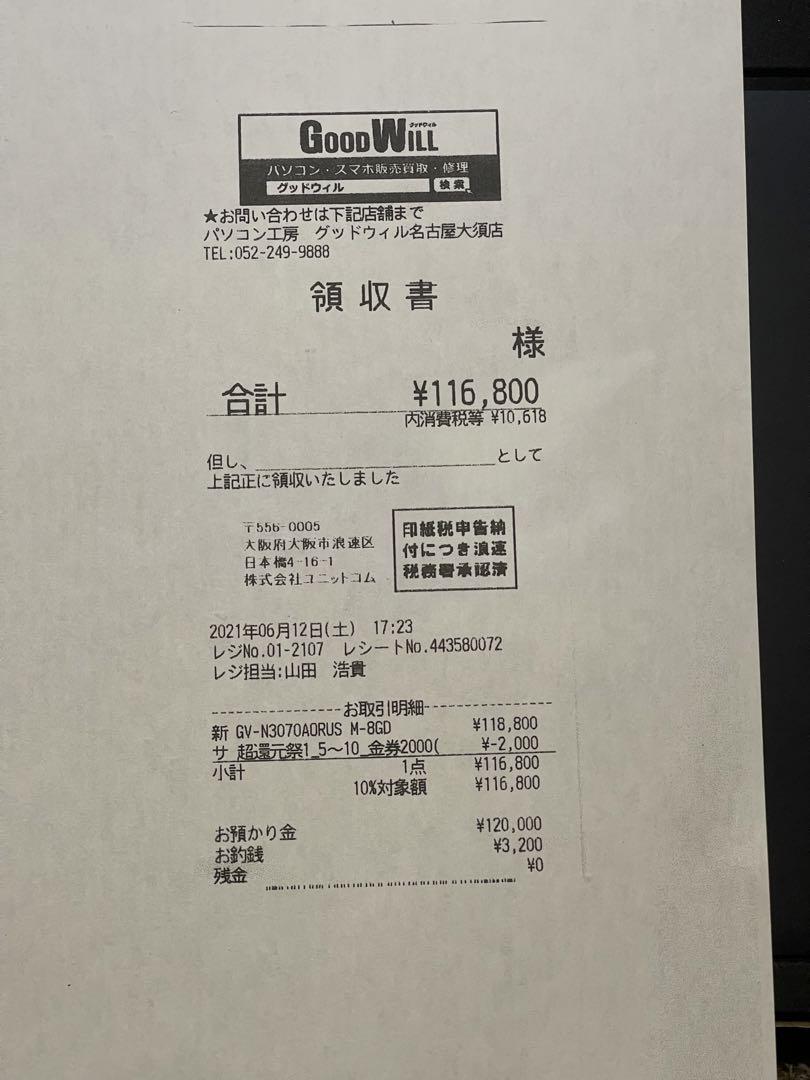 グッドウィル
GOODWILL
パソコン・スマホ販売買取・修理
グッドウィル 検索
★お問い合わせは下記店舗まで
パソコン工房 グッドウィル名古屋大須店
TEL:052-249-9888
領収書
様
合計 ¥116,800
内消費税等 ¥10,618
但し、 として
上記正に領収いたしました
〒556-0005
大阪府大阪市浪速区
日本橋4-16-1
株式会社ユニットコム
印紙税申告納
付につき浪速
税務署承認済
2021年06月12日(土) 17:23
レジNo.01-2107 レシートNo.443580072
レジ担当:山田 浩貴
お取引明細
新 GV-N3070AORUS M-8GD ¥118,800
サ 超還元祭1_5～10_金券2000( ¥-2,000
小計 1点 ¥116,800
10%対象額 ¥116,800
お預かり金 ¥120,000
お釣銭 ¥3,200
残金 ¥0